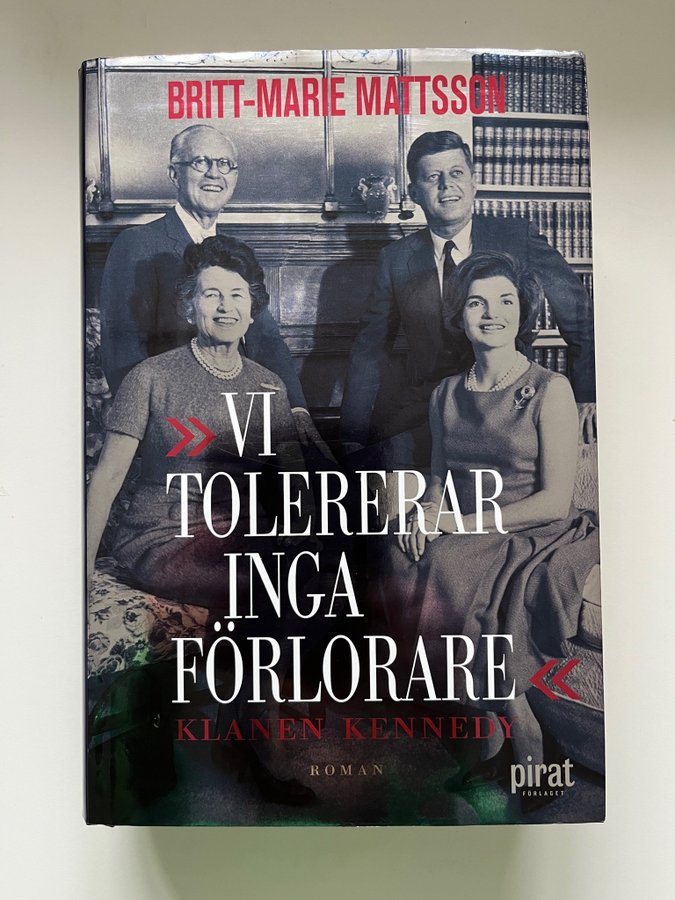 BRITT-MARIE MATTSSON
»VI
TOLERERAR
INGA
FÖRLORARE«
KLANEN KENNEDY
ROMAN
pirat
FÖRLAGET